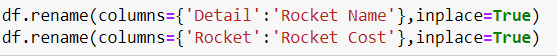 df.rename(columns={'Detail':'Rocket Name'},inplace=True)
df.rename(columns={'Rocket':'Rocket Cost'},inplace=True)